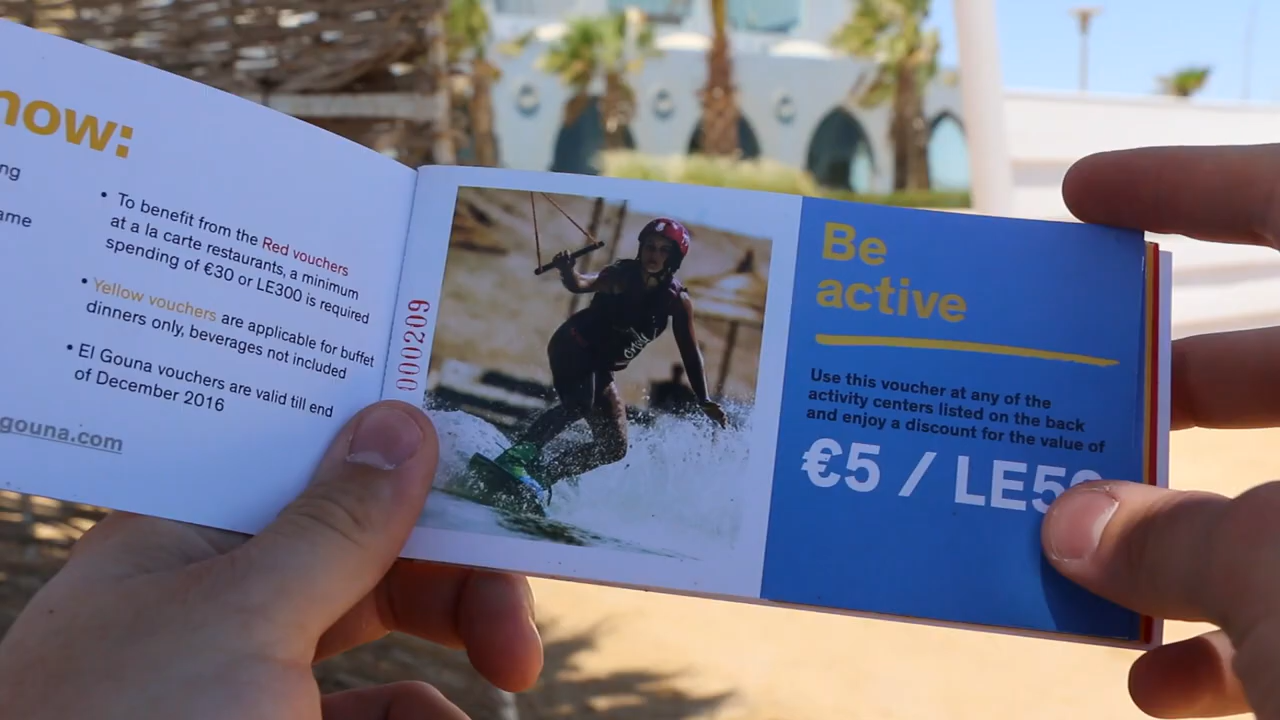 now:
ng
ame
• To benefit from the Red vouchers
at a la carte restaurants, a minimum
spending of €30 or LE300 is required
• Yellow vouchers are applicable for buffet
dinners only, beverages not included
• El Gouna vouchers are valid till end
of December 2016
gouna.com
000209
Be
active
Use this voucher at any of the
activity centers listed on the back
and enjoy a discount for the value of
€5 / LE50